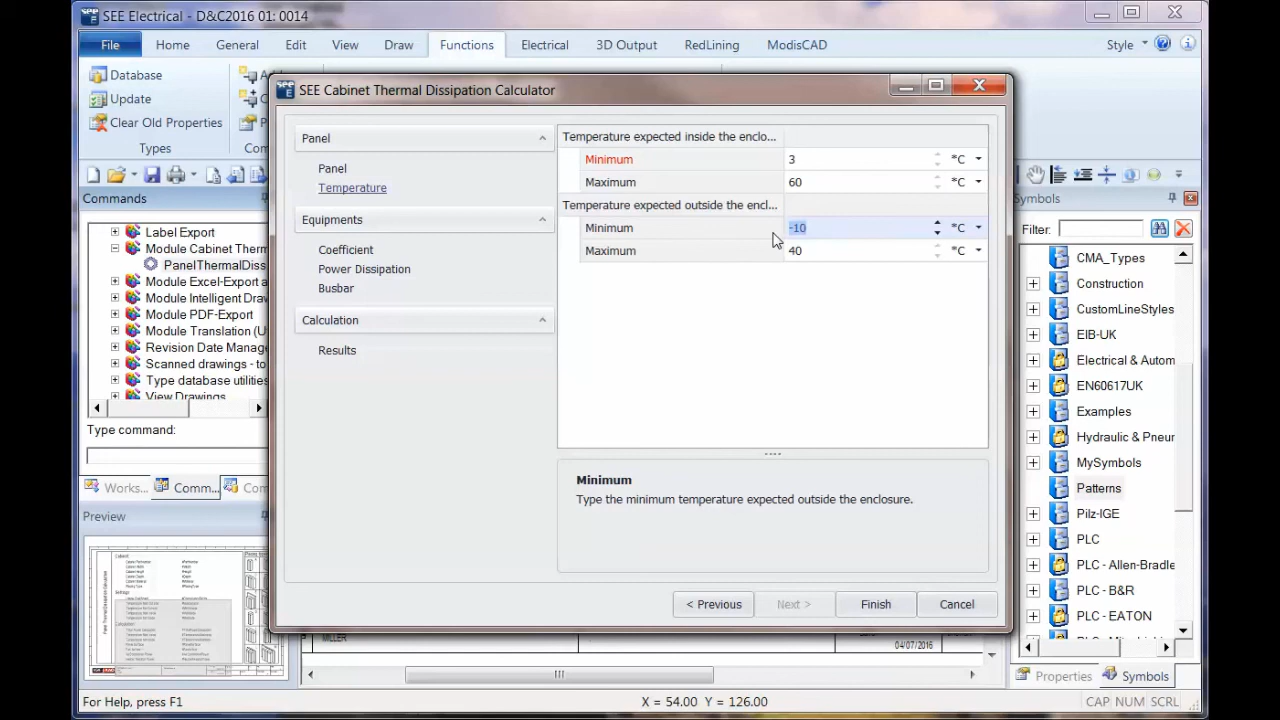 SEE Electrical - D&C2016 01: 0014
File Home General Edit View Draw Functions Electrical 3D Output RedLining ModisCAD Style
Database
Update
Clear Old Properties
Types
SEE Cabinet Thermal Dissipation Calculator
Panel
Panel
Temperature
Equipments
Coefficient
Power Dissipation
Busbar
Calculation
Results
Temperature expected inside the enclo...
Minimum 3 °C
Maximum 60 °C
Temperature expected outside the encl...
Minimum -10 °C
Maximum 40 °C
Minimum
Type the minimum temperature expected outside the enclosure.
< Previous Next > Finish Cancel
Commands
Label Export
Module Cabinet Therm
PanelThermalDiss
Module Excel-Export a
Module Intelligent Drav
Module PDF-Export
Module Translation (U
Revision Date Manage
Scanned drawings - to
Type database utilities
View Drawings
Type command:
Works... Comm... Con
Preview
Symbols
Filter:
CMA_Types
Construction
CustomLineStyles
EIB-UK
Electrical & Autom
EN60617UK
Examples
Hydraulic & Pneur
MySymbols
Patterns
Pilz-IGE
PLC
PLC - Allen-Bradle
PLC - B&R
PLC - EATON
Properties Symbols
MILLER
04/07/2016
For Help, press F1
X = 54.00 Y = 126.00
CAP NUM SCRL